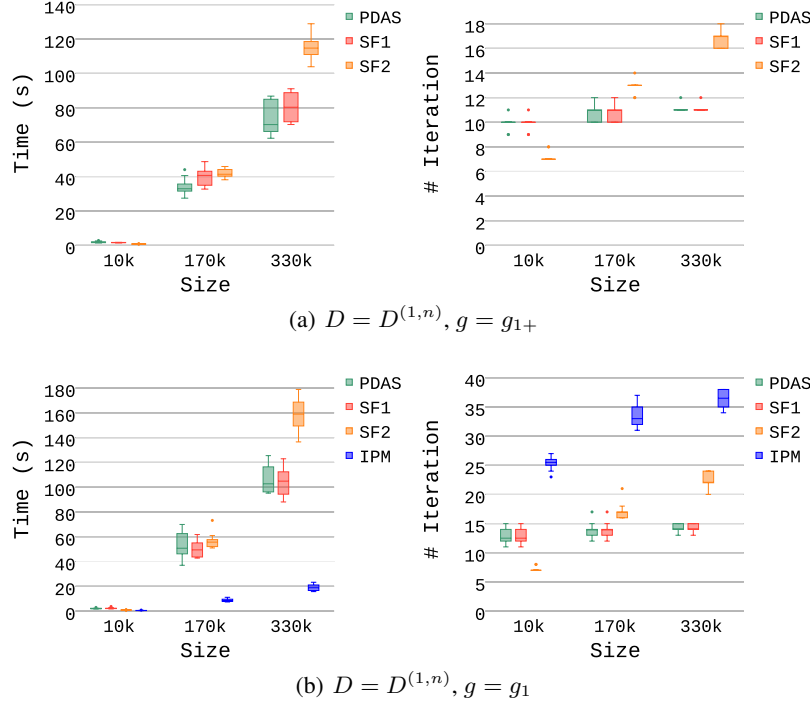 140
120
100
80
60
40
20
0
Time (s)
10k 170k 330k
Size
PDAS
SF1
SF2
18
16
14
12
10
8
6
4
2
0
# Iteration
10k 170k 330k
Size
PDAS
SF1
SF2
(a) D = D^{(1,n)}, g = g_{1+}
180
160
140
120
100
80
60
40
20
0
Time (s)
10k 170k 330k
Size
PDAS
SF1
SF2
IPM
40
35
30
25
20
15
10
5
0
# Iteration
10k 170k 330k
Size
PDAS
SF1
SF2
IPM
(b) D = D^{(1,n)}, g = g_1